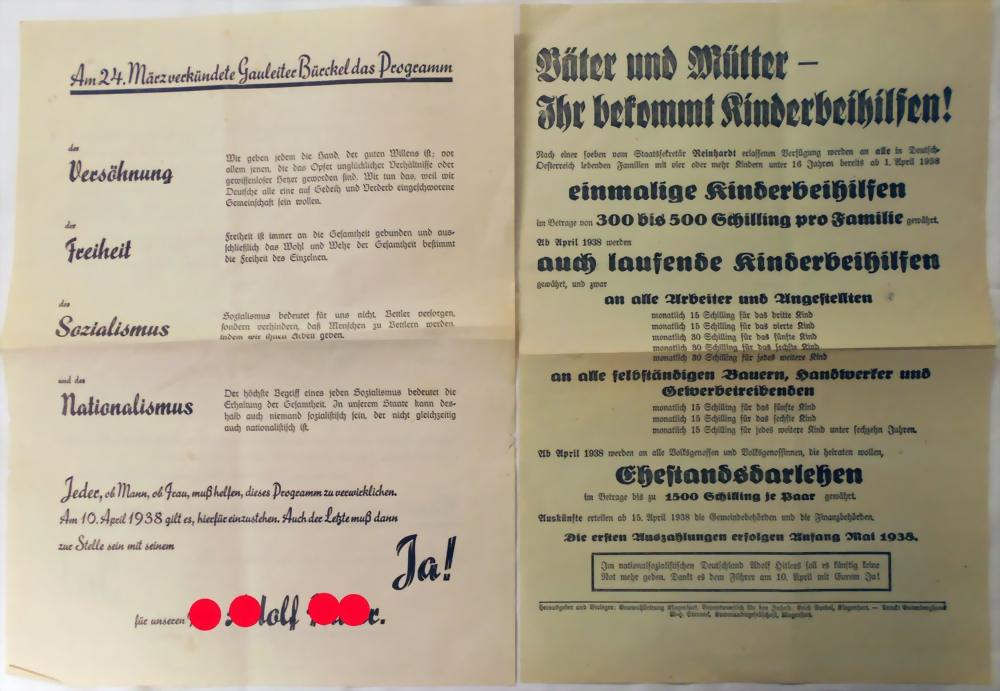 Am 24. März verkündete Gauleiter Bürckel das Programm
der
Versöhnung
Wir geben jedem die Hand, der guten Willens ist; vor
allem jenen, die das Opfer unglücklicher Verhältnisse oder
gewissenloser Hetzer geworden sind. Wir tun das, weil wir
Deutsche alle eine auf Gedeih und Verderb eingeschworene
Gemeinschaft sein wollen.
der
Freiheit
Freiheit ist immer an die Gesamtheit gebunden und aus-
schließlich das Wohl und Wehe der Gesamtheit bestimmt
die Freiheit des Einzelnen.
des
Sozialismus
Sozialismus bedeutet für uns nicht, Bettler versorgen,
sondern verhindern, daß Menschen zu Bettlern werden,
indem wir ihnen Arbeit geben.
und des
Nationalismus
Der höchste Begriff eines jeden Sozialismus bedeutet die
Erhaltung der Gesamtheit. In unserem Staate kann des-
halb auch niemand sozialistisch sein, der nicht gleichzeitig
auch nationalistisch ist.
Jeder, ob Mann, ob Frau, muß helfen, dieses Programm zu verwirklichen.
Am 10. April 1938 gilt es, hierfür einzustehen. Auch der Letzte muß dann
zur Stelle sein mit seinem
Ja!
für unseren
Väter und Mütter –
Ihr bekommt Kinderbeihilfen!
Nach einer soeben vom Staatssekretär Reinhardt erlassenen Verfügung werden an alle in Deutsch-
Oesterreich lebenden Familien mit vier oder mehr Kindern unter 16 Jahren bereits ab 1. April 1938
einmalige Kinderbeihilfen
im Betrage von 300 bis 500 Schilling pro Familie gewährt.
Ab April 1938 werden
auch laufende Kinderbeihilfen
gewährt, und zwar
an alle Arbeiter und Angestellten
monatlich 15 Schilling für das dritte Kind
monatlich 15 Schilling für das vierte Kind
monatlich 30 Schilling für das fünfte Kind
monatlich 30 Schilling für das sechste Kind
monatlich 30 Schilling für jedes weitere Kind
an alle selbständigen Bauern, Handwerker und
Gewerbetreibenden
monatlich 15 Schilling für das fünfte Kind
monatlich 15 Schilling für das sechste Kind
monatlich 15 Schilling für jedes weitere Kind unter sechzehn Jahren.
Ab April 1938 werden an alle Volksgenossen und Volksgenossinnen, die heiraten wollen,
Ehestandsdarlehen
im Betrage bis zu 1500 Schilling je Paar gewährt.
Auskünfte erteilen ab 15. April 1938 die Gemeindebehörden und die Finanzbehörden.
Die ersten Auszahlungen erfolgen Anfang Mai 1938.
Im nationalsozialistischen Deutschland Adolf Hitlers soll es künftig keine
Not mehr geben. Dankt es dem Führer am 10. April mit Eurem Ja!
Herausgeber und Verleger: Gauwahlleitung Klagenfurt. Verantwortlich für den Inhalt: Klagenfurt. — Druck:
Kommanditgesellschaft, Klagenfurt.